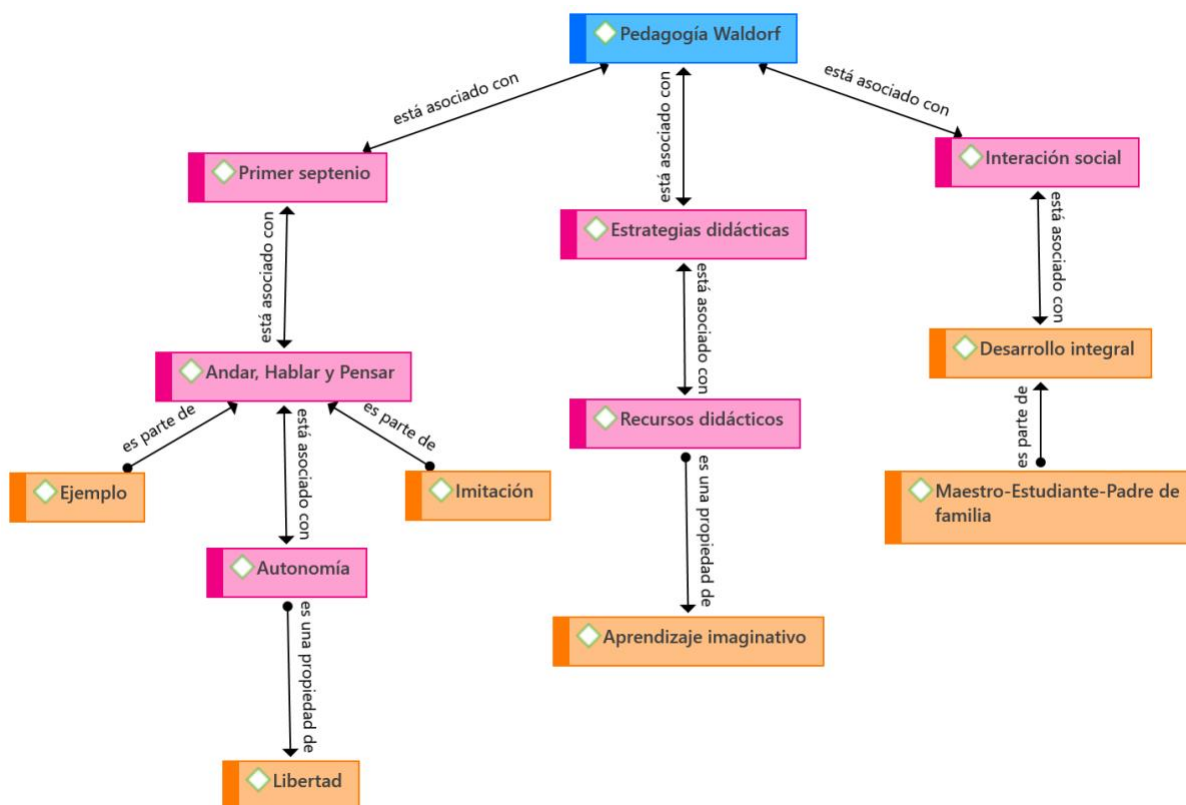 Pedagogía Waldorf
está asociado con
está asociado con
está asociado con
Primer septenio
Interación social
Estrategias didácticas
está asociado con
está asociado con
está asociado con
Desarrollo integral
Andar, Hablar y Pensar
Recursos didácticos
es parte de
está asociado con
es parte de
es parte de
Ejemplo
Imitación
es una propiedad de
Maestro-Estudiante-Padre de
familia
Autonomía
es una propiedad de
Aprendizaje imaginativo
Libertad